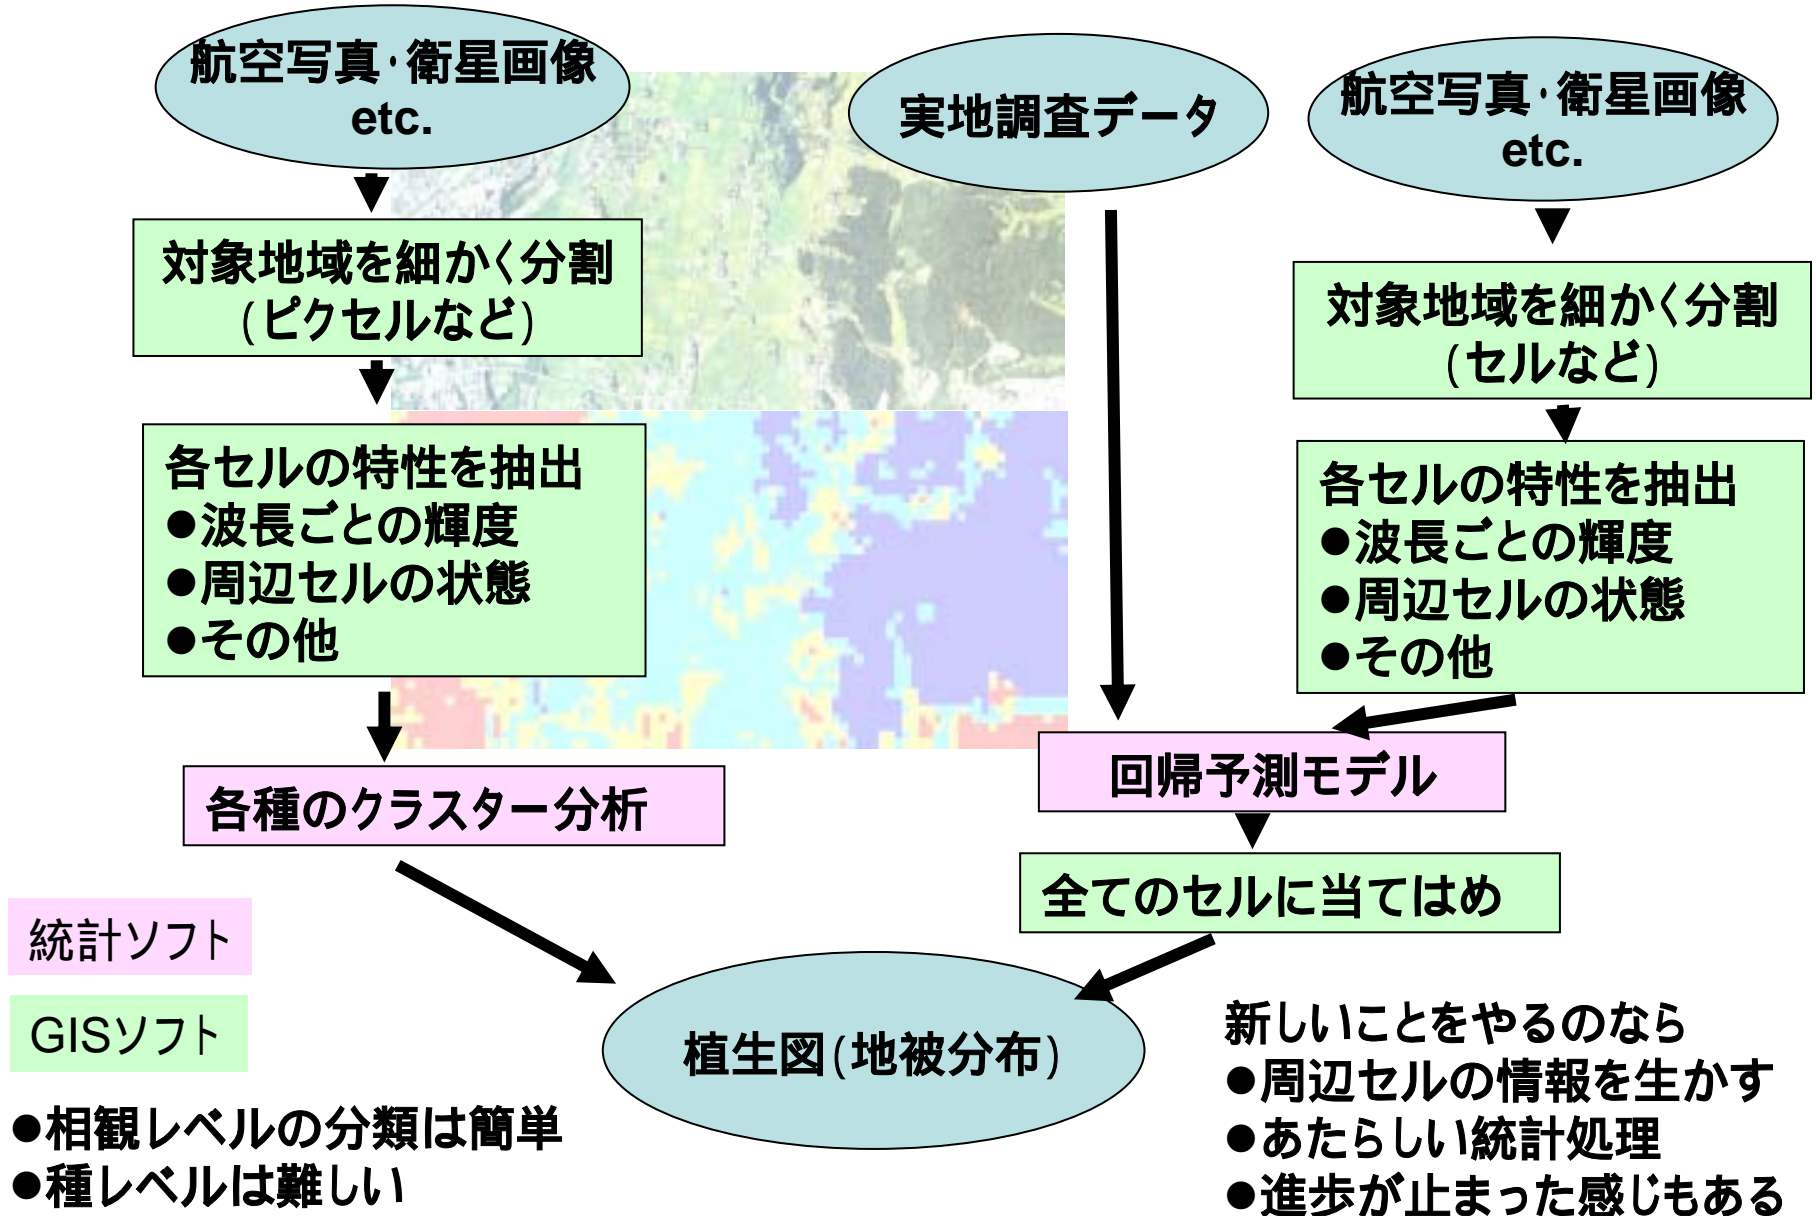 航空写真・衛星画像
etc.
対象地域を細かく分割
(ピクセルなど)
各セルの特性を抽出
●波長ごとの輝度
●周辺セルの状態
●その他
各種のクラスター分析
実地調査データ
航空写真・衛星画像
etc.
対象地域を細かく分割
(セルなど)
各セルの特性を抽出
●波長ごとの輝度
●周辺セルの状態
●その他
回帰予測モデル
全てのセルに当てはめ
植生図(地被分布)
統計ソフト
GISソフト
●相観レベルの分類は簡単
●種レベルは難しい
新しいことをやるのなら
●周辺セルの情報を生かす
●あたらしい統計処理
●進歩が止まった感じもある